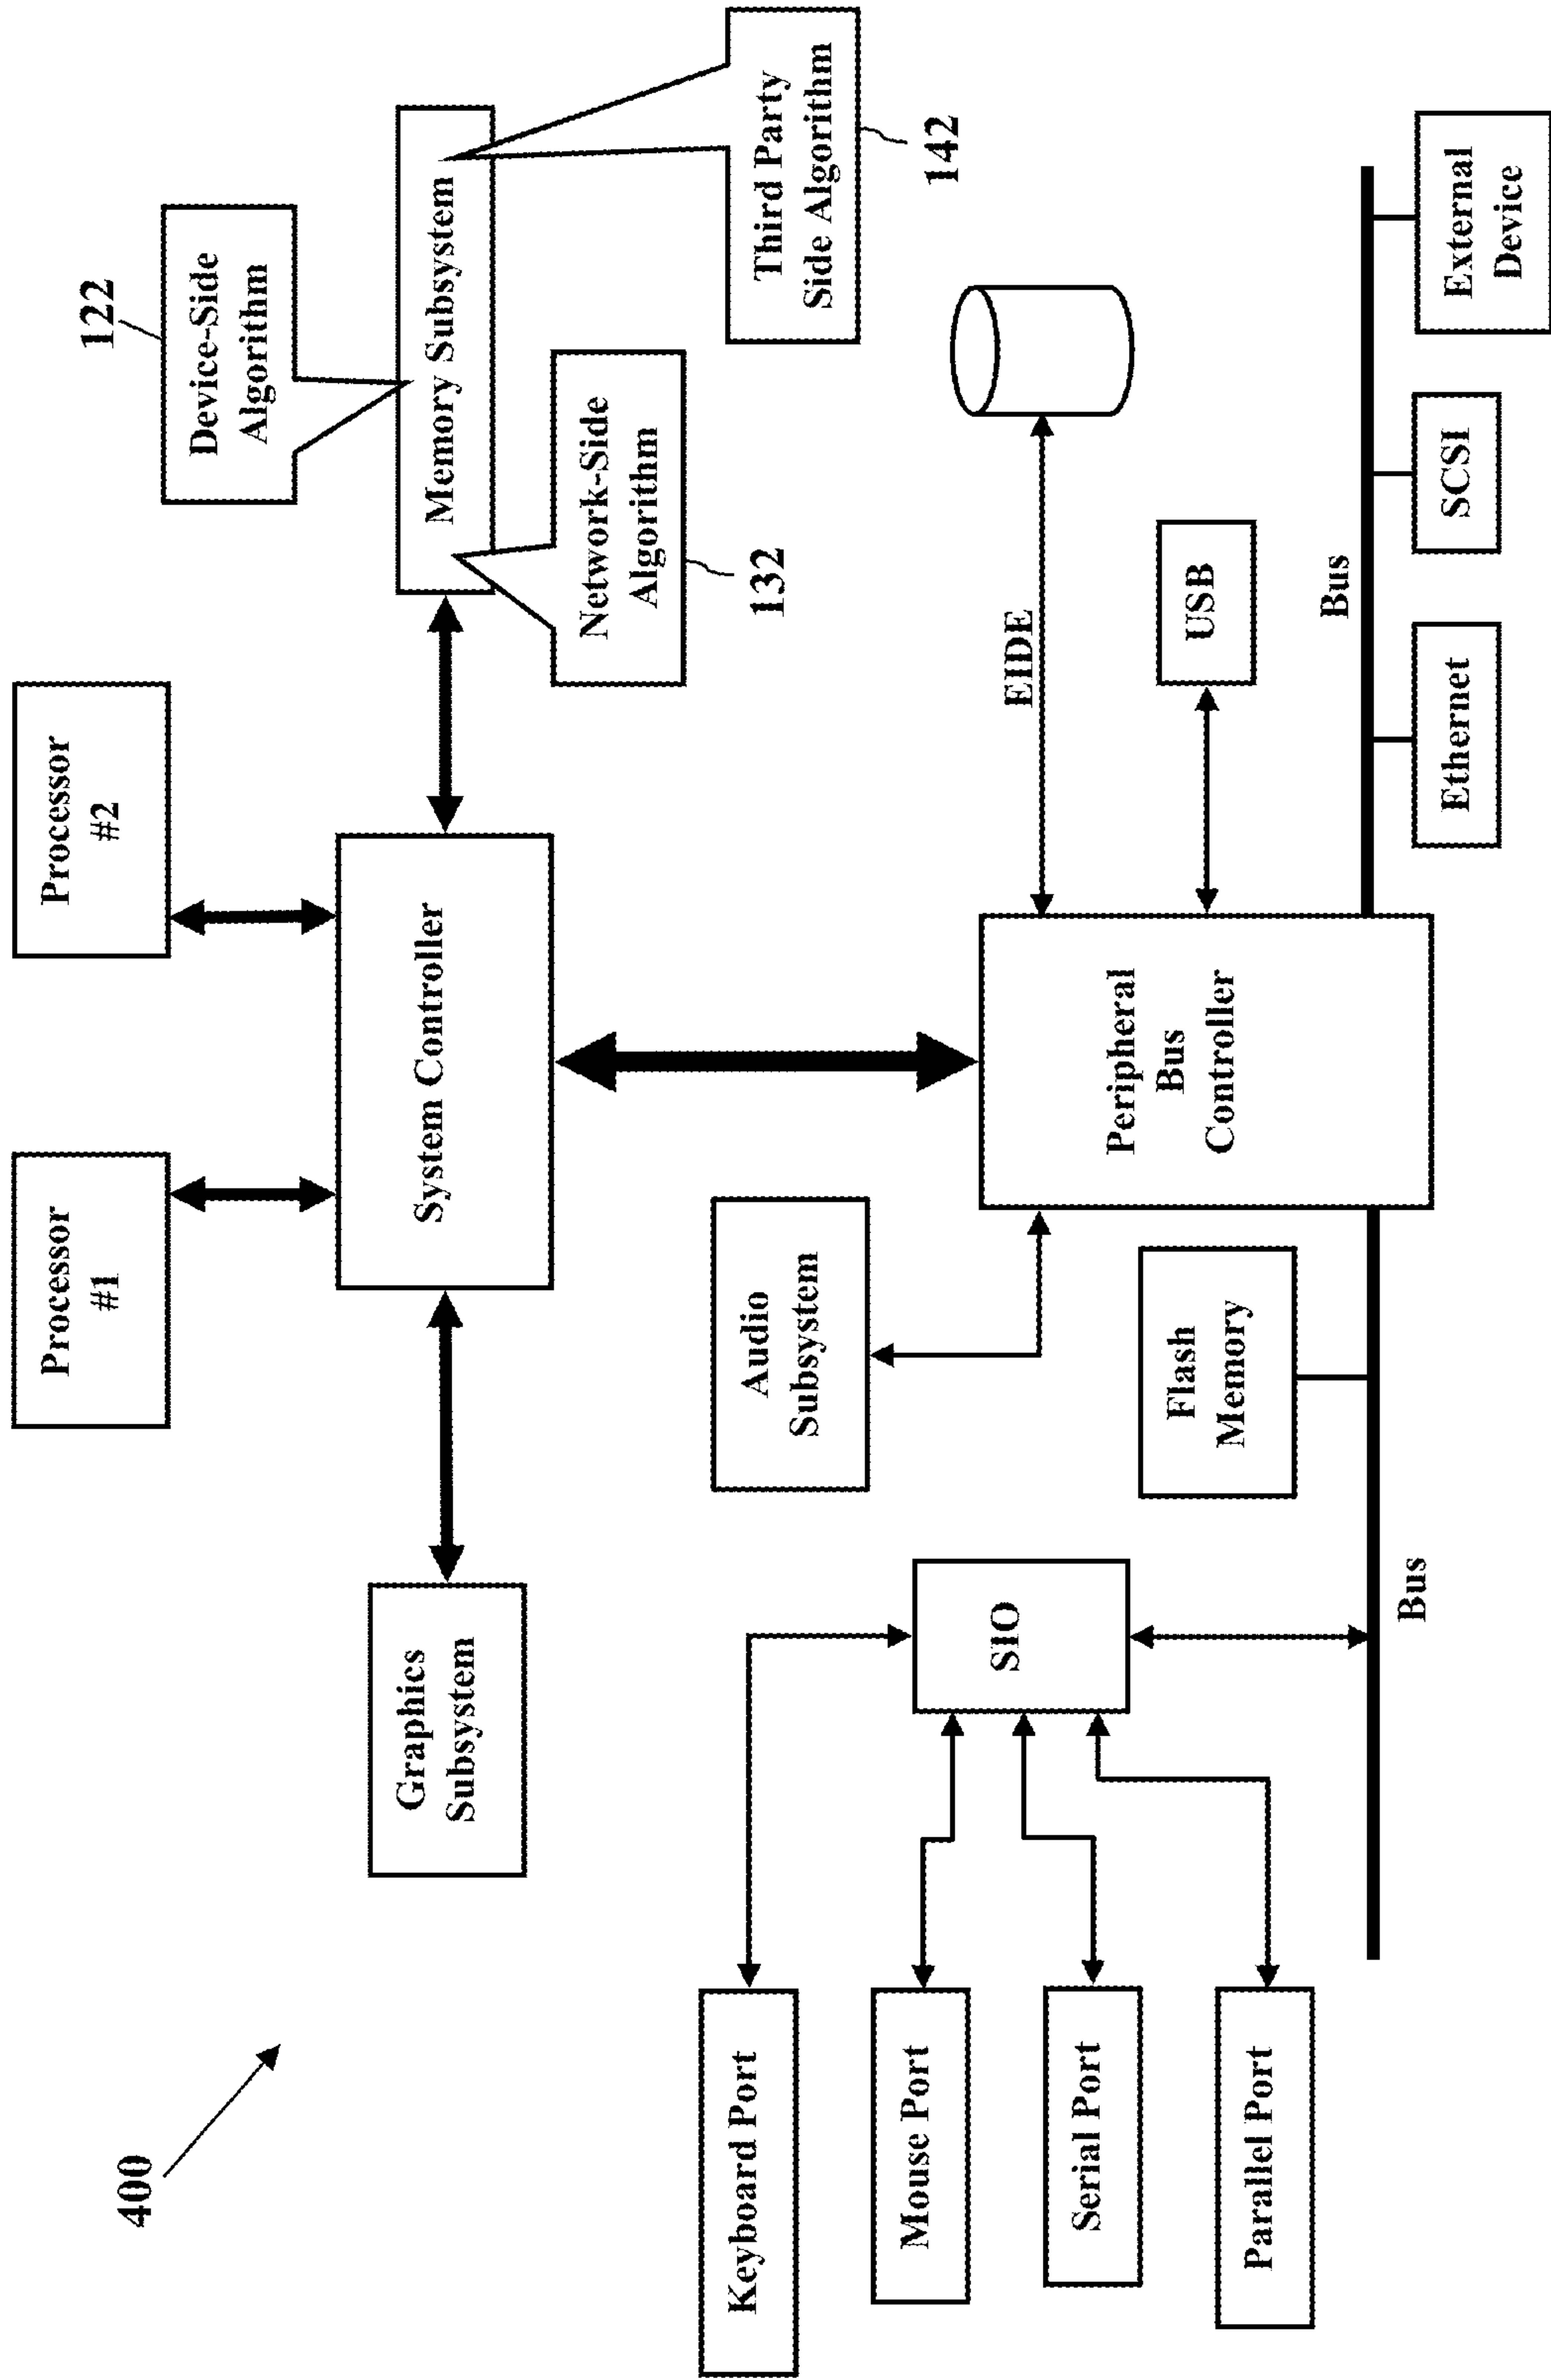 400
Processor
#1
Processor
#2
122
Device-Side
Algorithm
Graphics
Subsystem
System Controller
Memory Subsystem
Network-Side
Algorithm
132
Third Party
Side Algorithm
142
Keyboard Port
Mouse Port
Serial Port
Parallel Port
SIO
Audio
Subsystem
Flash
Memory
Bus
Peripheral
Bus
Controller
EIDE
USB
Bus
Ethernet
SCSI
External
Device